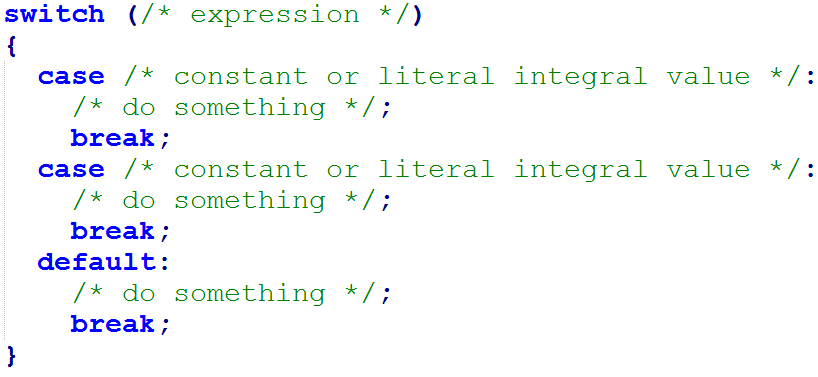 switch (/* expression */)
{
  case /* constant or literal integral value */:
    /* do something */;
    break;
  case /* constant or literal integral value */:
    /* do something */;
    break;
  default:
    /* do something */;
    break;
}